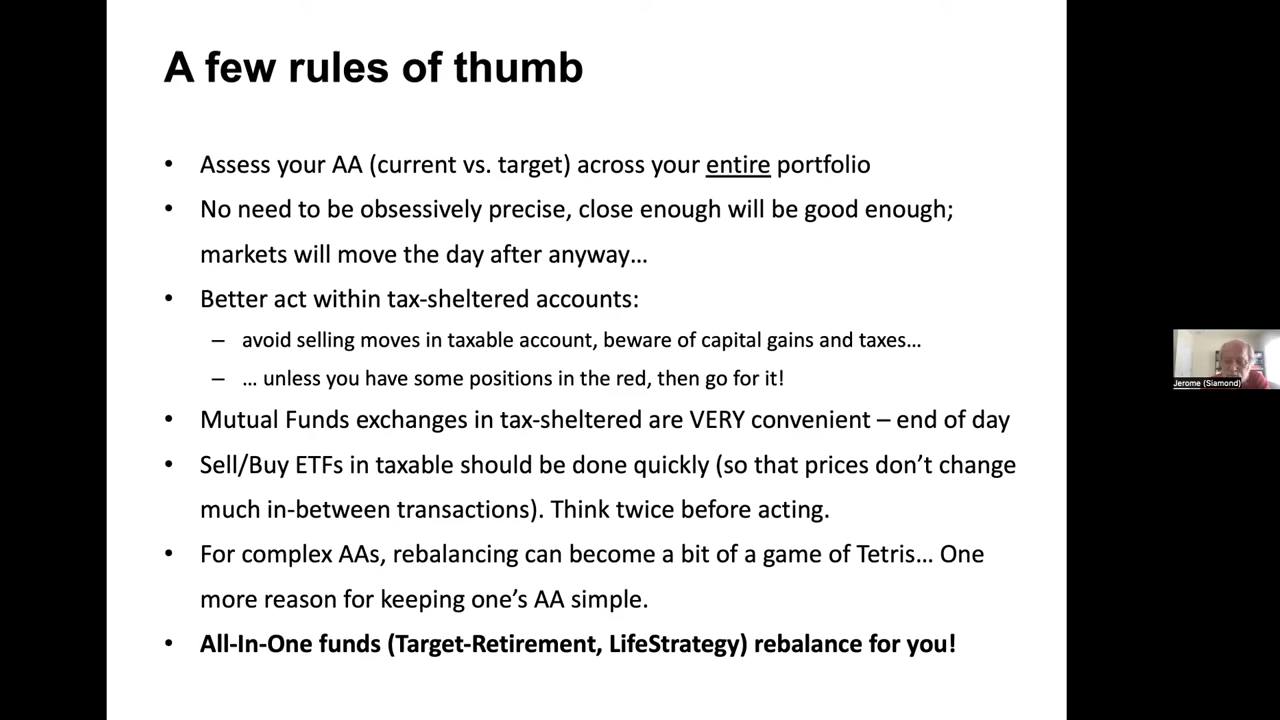 A few rules of thumb
• Assess your AA (current vs. target) across your entire portfolio
• No need to be obsessively precise, close enough will be good enough;
markets will move the day after anyway…
• Better act within tax-sheltered accounts:
– avoid selling moves in taxable account, beware of capital gains and taxes…
– … unless you have some positions in the red, then go for it!
• Mutual Funds exchanges in tax-sheltered are VERY convenient – end of day
• Sell/Buy ETFs in taxable should be done quickly (so that prices don’t change
much in-between transactions). Think twice before acting.
• For complex AAs, rebalancing can become a bit of a game of Tetris… One
more reason for keeping one’s AA simple.
• All-In-One funds (Target-Retirement, LifeStrategy) rebalance for you!
Jerome (Siamond)